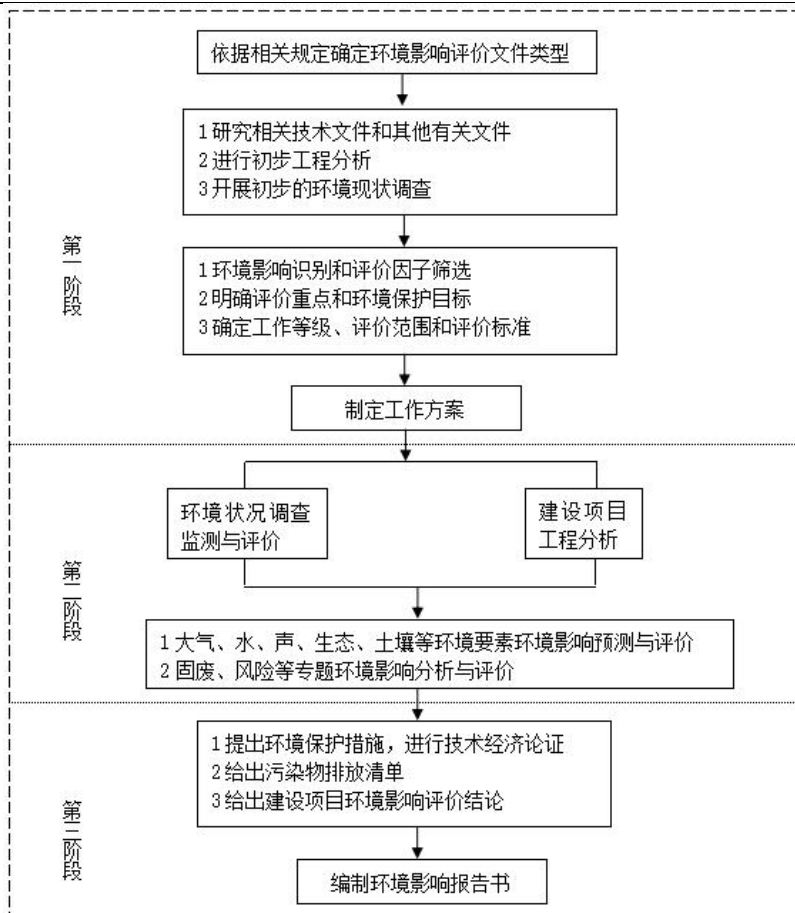 依据相关规定确定环境影响评价文件类型
1 研究相关技术文件和其他有关文件
2 进行初步工程分析
3 开展初步的环境现状调查
第一阶段
1 环境影响识别和评价因子筛选
2 明确评价重点和环境保护目标
3 确定工作等级、评价范围和评价标准
制定工作方案
环境状况调查
监测与评价
建设项目
工程分析
第二阶段
1 大气、水、声、生态、土壤等环境要素环境影响预测与评价
2 固废、风险等专题环境影响分析与评价
1 提出环境保护措施，进行技术经济论证
2 给出污染物排放清单
3 给出建设项目环境影响评价结论
第三阶段
编制环境影响报告书